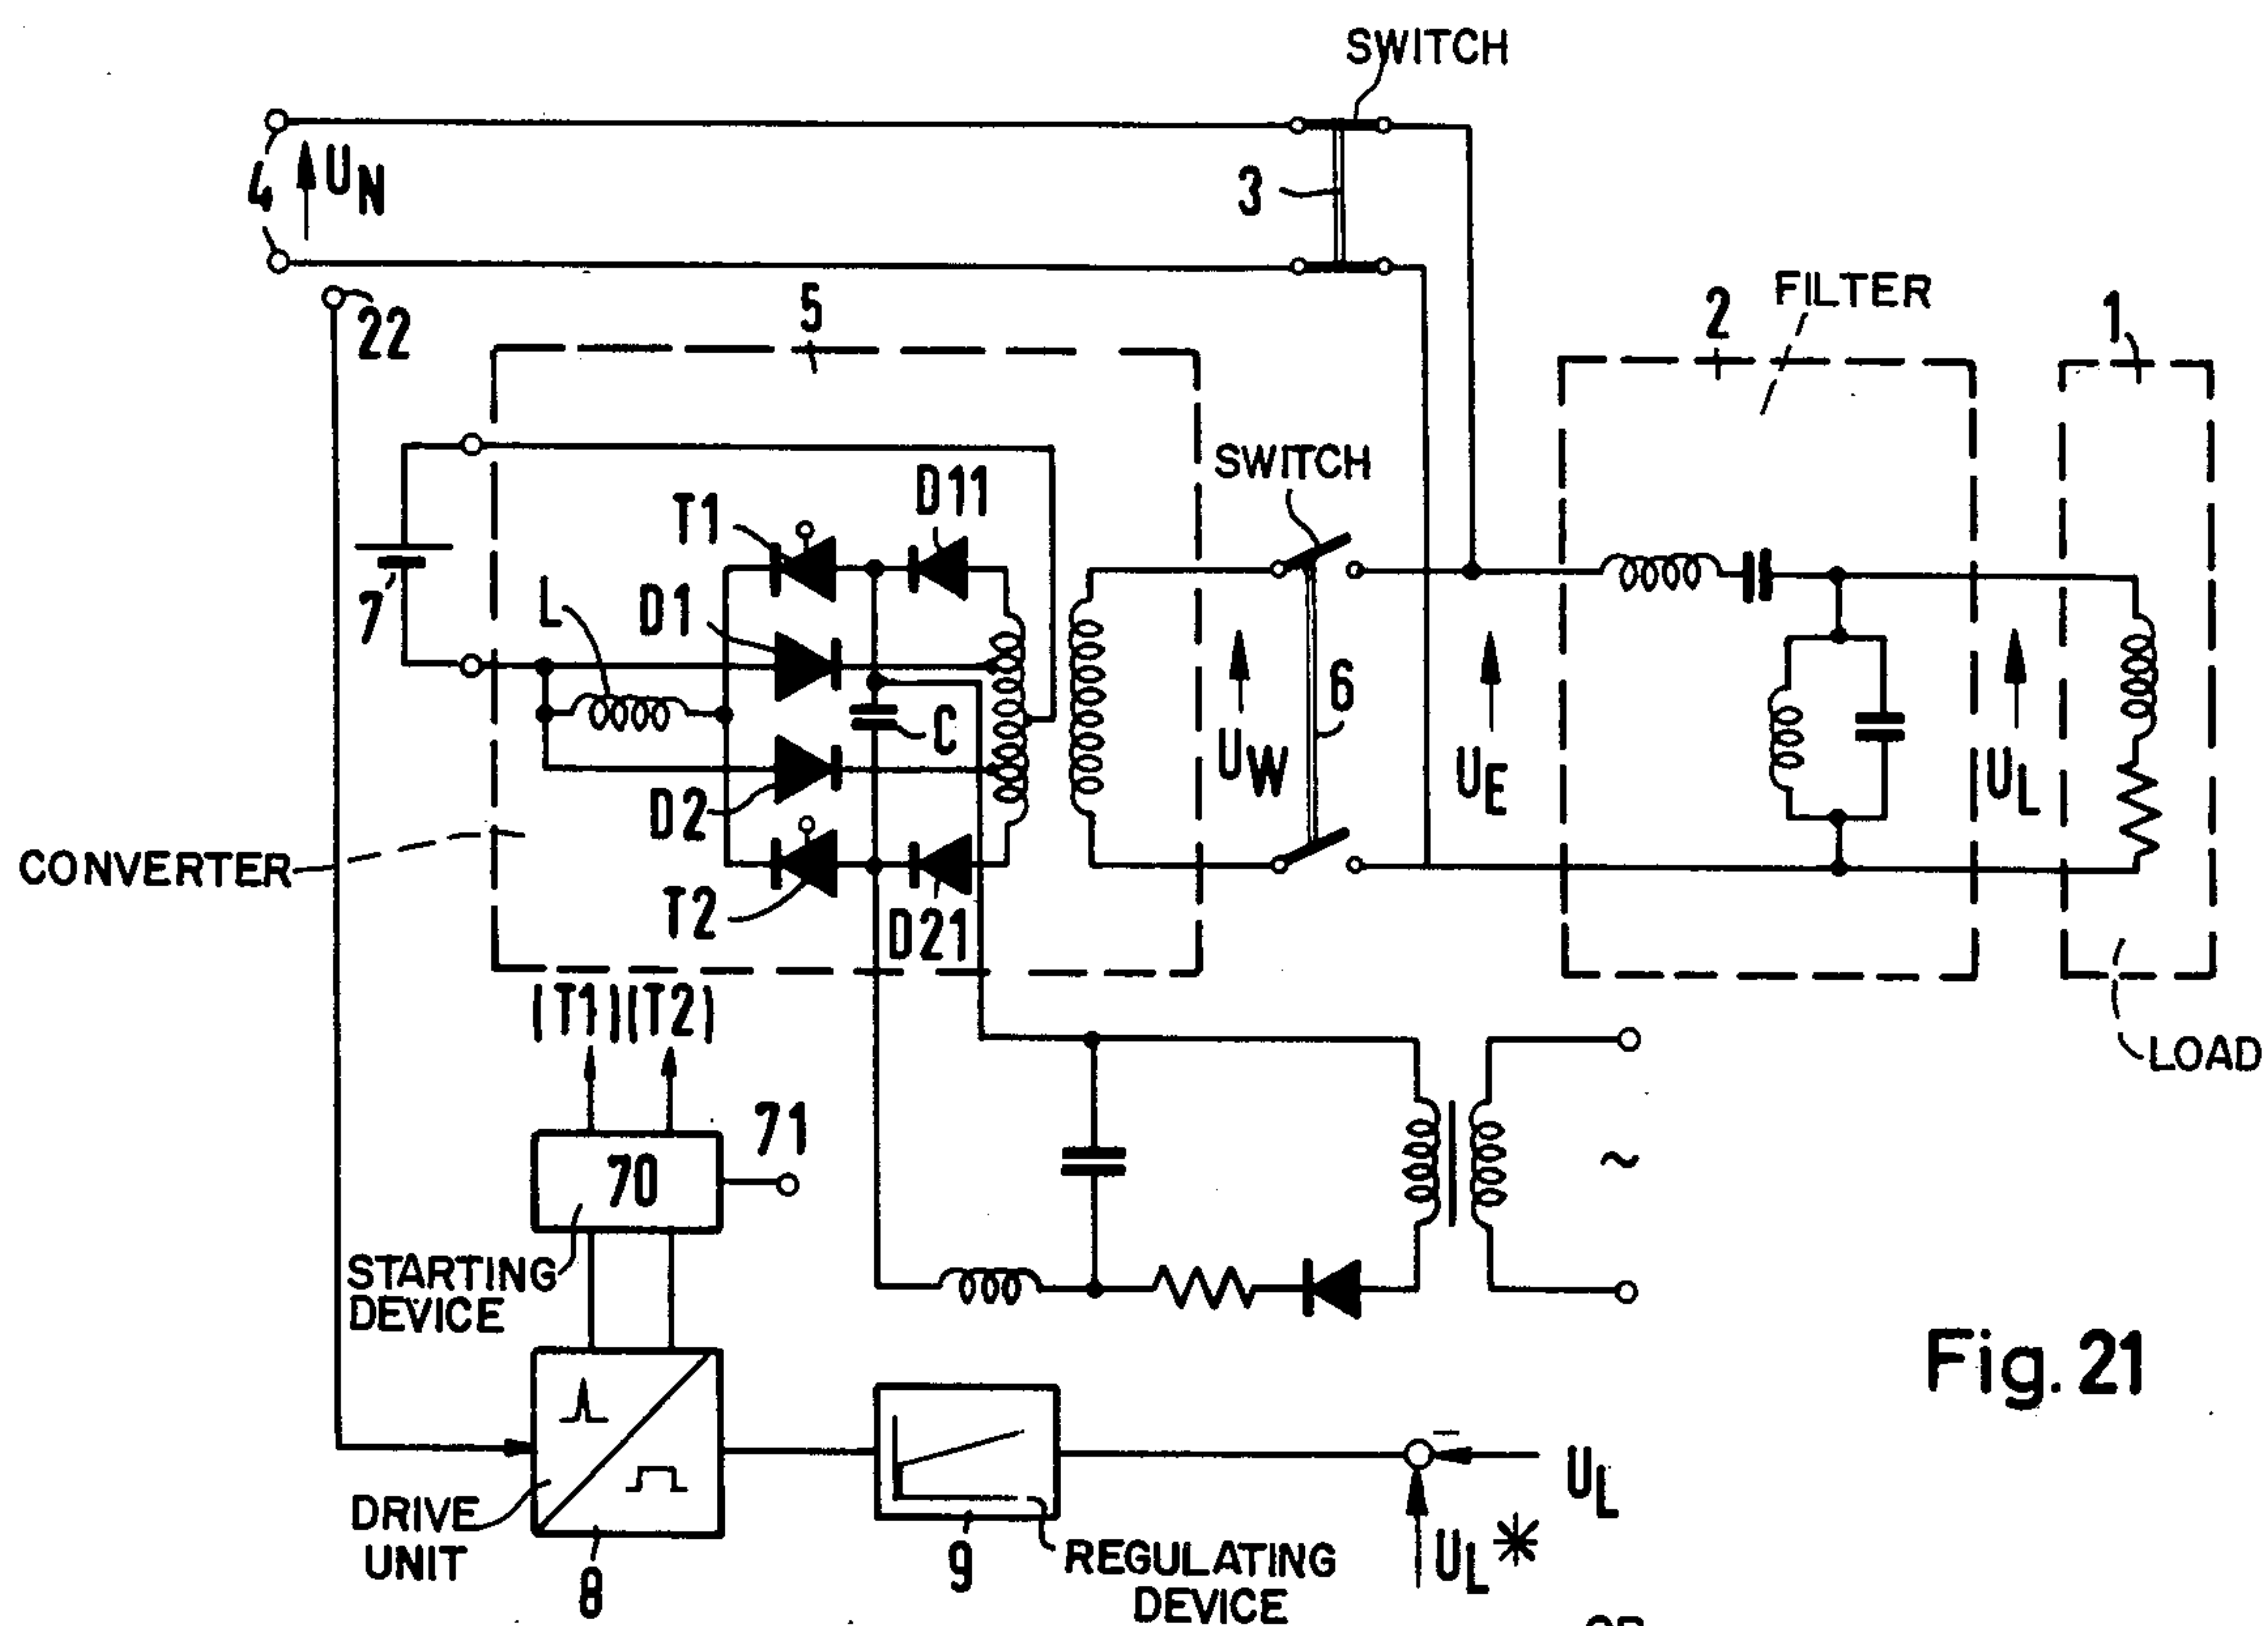 SWITCH
4
U_N
3
22
5
2
FILTER
1
SWITCH
T1
D11
7
L
D1
C
6
U_W
U_E
U_L
D2
CONVERTER
T2
D21
(T1)(T2)
LOAD
71
70
~
STARTING
DEVICE
Fig. 21
–
U_L
DRIVE
UNIT
8
9
REGULATING
DEVICE
U_L*